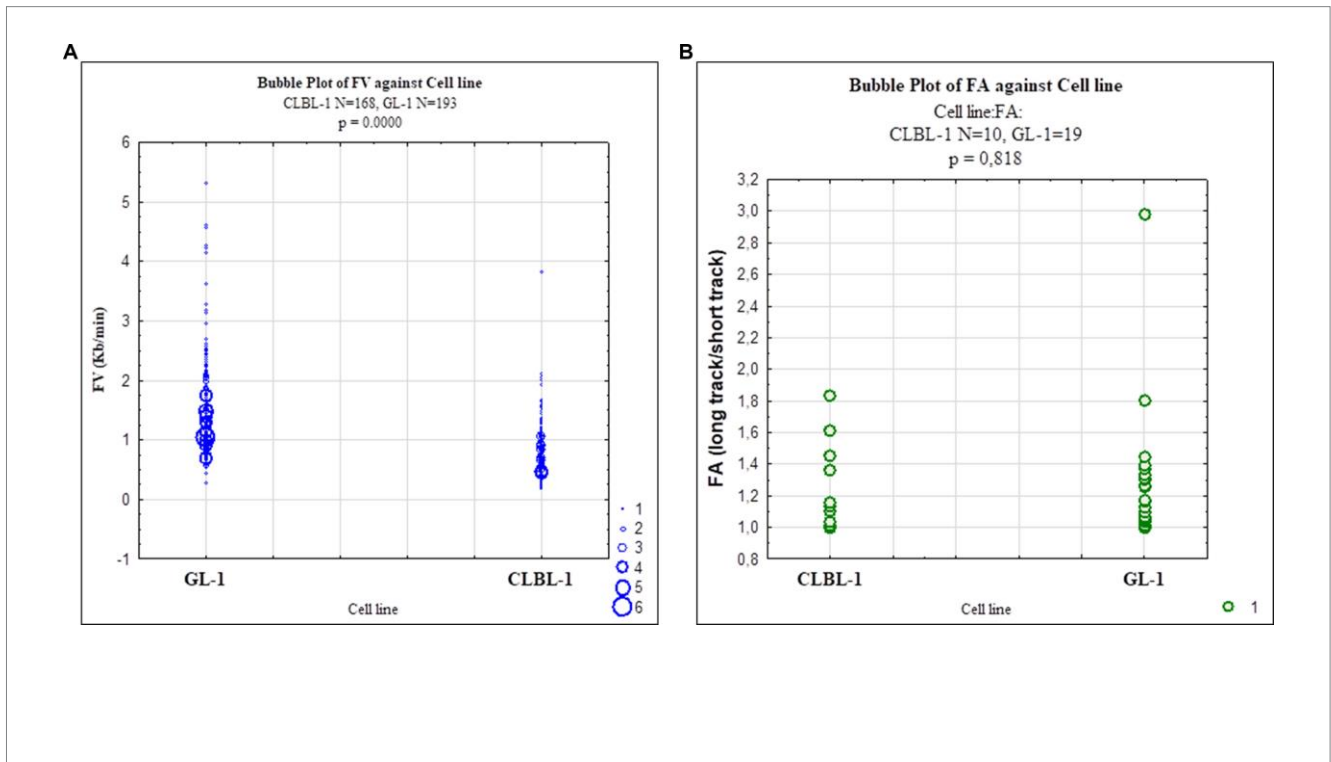 A
Bubble Plot of FV against Cell line
CLBL-1 N=168, GL-1 N=193
p = 0.0000
6
5
4
3
2
1
0
-1
FV (Kb/min)
GL-1
CLBL-1
Cell line
1
2
3
4
5
6
B
Bubble Plot of FA against Cell line
Cell line:FA:
CLBL-1 N=10, GL-1=19
p = 0,818
3,2
3,0
2,8
2,6
2,4
2,2
2,0
1,8
1,6
1,4
1,2
1,0
0,8
FA (long track/short track)
CLBL-1
GL-1
Cell line
1